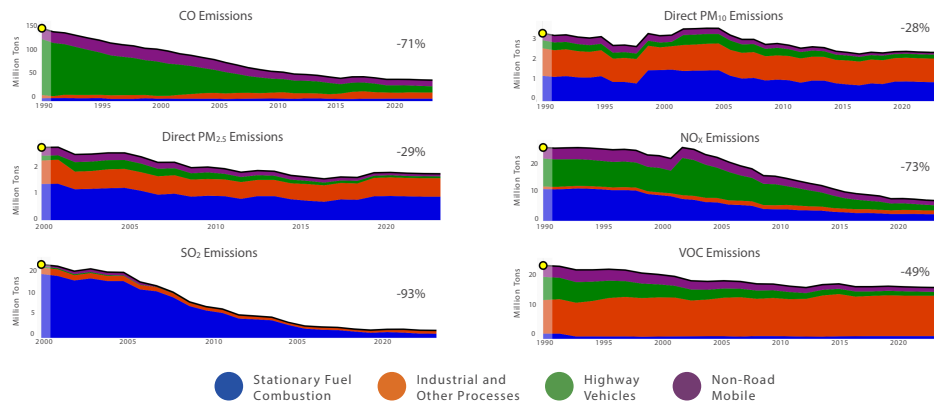 CO Emissions
150
100
50
0
Million Tons
-71%
1990 1995 2000 2005 2010 2015 2020
Direct PM₁₀ Emissions
3
2
1
0
Million Tons
-28%
1990 1995 2000 2005 2010 2015 2020
Direct PM₂.₅ Emissions
2
1
0
Million Tons
-29%
2000 2005 2010 2015 2020
NOₓ Emissions
20
10
0
Million Tons
-73%
1990 1995 2000 2005 2010 2015 2020
SO₂ Emissions
20
5
0
Million Tons
-93%
2000 2005 2010 2015 2020
VOC Emissions
20
10
0
Million Tons
-49%
1990 1995 2000 2005 2010 2015 2020
Stationary Fuel
Combustion
Industrial and
Other Processes
Highway
Vehicles
Non-Road
Mobile